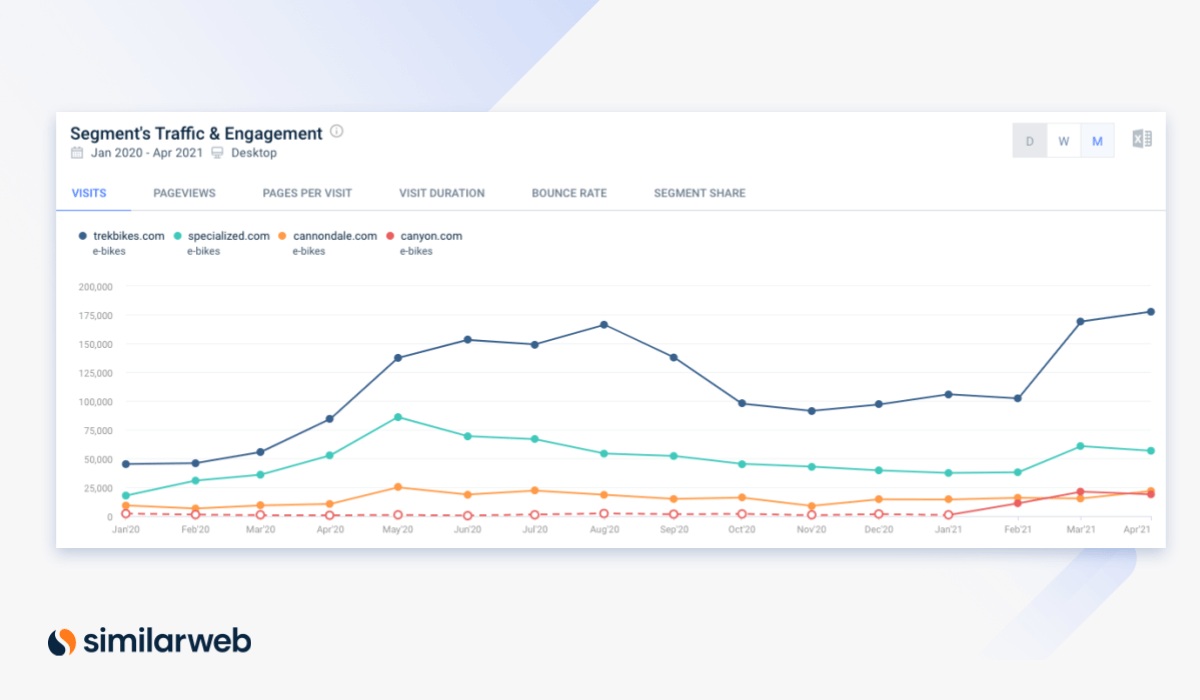 Segment's Traffic & Engagement
Jan 2020 - Apr 2021 Desktop
D W M
VISITS PAGEVIEWS PAGES PER VISIT VISIT DURATION BOUNCE RATE SEGMENT SHARE
trekbikes.com specialized.com cannondale.com canyon.com
e-bikes e-bikes e-bikes e-bikes
200,000
175,000
150,000
125,000
100,000
75,000
50,000
25,000
0
Jan'20 Feb'20 Mar'20 Apr'20 May'20 Jun'20 Jul'20 Aug'20 Sep'20 Oct'20 Nov'20 Dec'20 Jan'21 Feb'21 Mar'21 Apr'21
similarweb